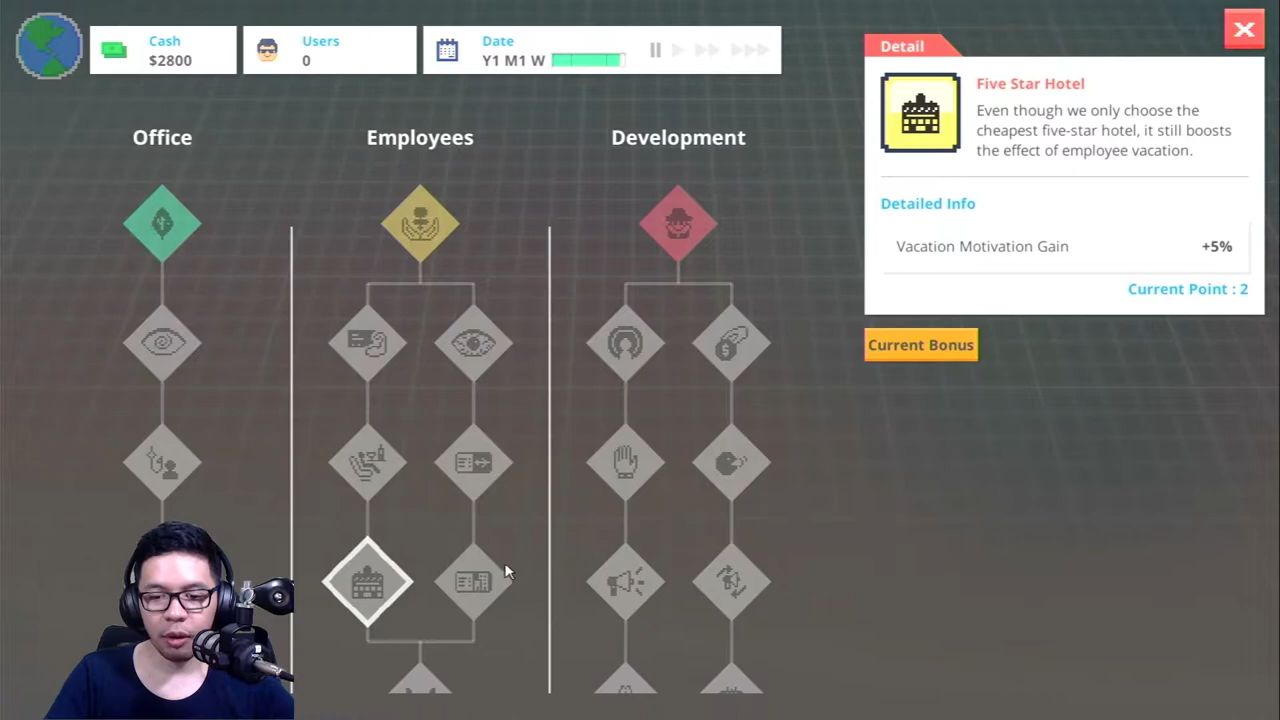 Cash
$2800
Users
0
Date
Y1 M1 W
Office
Employees
Development
Detail
Five Star Hotel
Even though we only choose the
cheapest five-star hotel, it still boosts
the effect of employee vacation.
Detailed Info
Vacation Motivation Gain +5%
Current Point : 2
Current Bonus